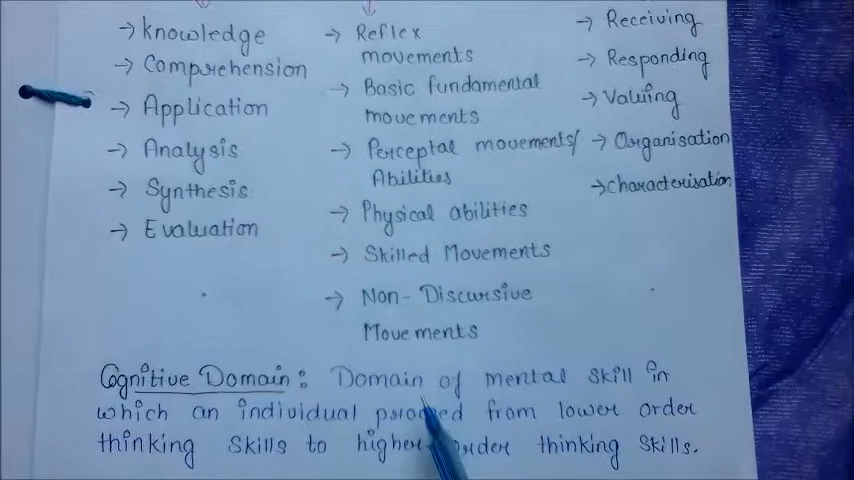 → Knowledge
→ Comprehension
→ Application
→ Analysis
→ Synthesis
→ Evaluation
→ Reflex
movements
→ Basic fundamental
movements
→ Perceptal movements/
Abilities
→ Physical abilities
→ Skilled Movements
→ Non-Discursive
Movements
→ Receiving
→ Responding
→ Valuing
→ Organisation
→ characterisation
Cognitive Domain: Domain of mental skill in
which an individual proceed from lower order
thinking skills to higher order thinking skills.